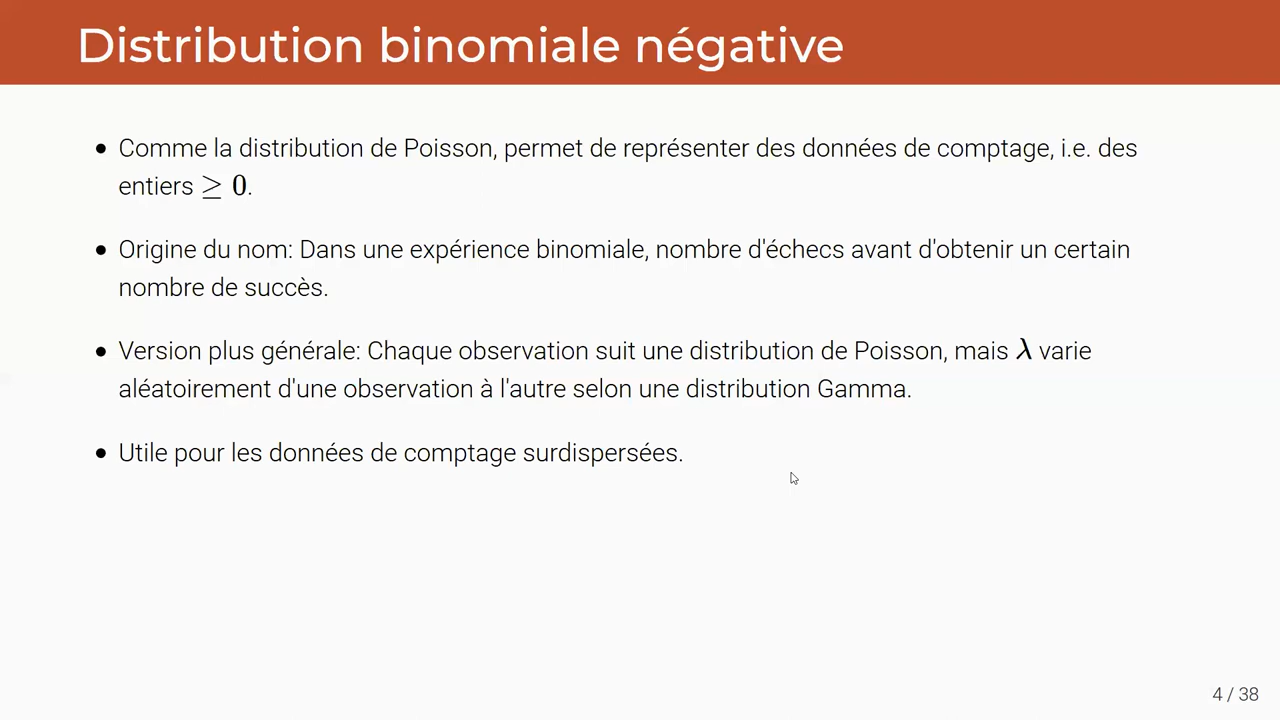 Distribution binomiale négative
• Comme la distribution de Poisson, permet de représenter des données de comptage, i.e. des
entiers ≥ 0.
• Origine du nom: Dans une expérience binomiale, nombre d'échecs avant d'obtenir un certain
nombre de succès.
• Version plus générale: Chaque observation suit une distribution de Poisson, mais λ varie
aléatoirement d'une observation à l'autre selon une distribution Gamma.
• Utile pour les données de comptage surdispersées.
4 / 38